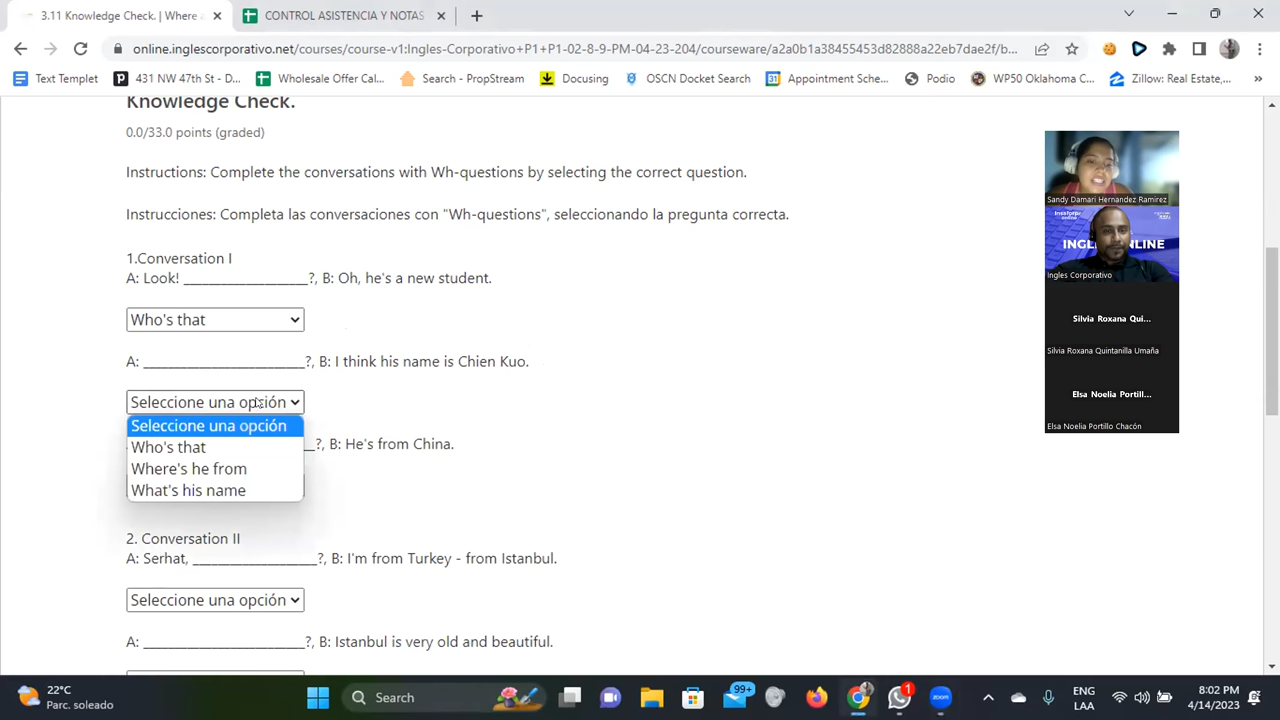 3.11 Knowledge Check. | Where a
CONTROL ASISTENCIA Y NOTAS
online.inglescorporativo.net/courses/course-v1:Ingles-Corporativo+P1+P1-02-8-9-PM-04-23-204/courseware/a2a0b1a38455453d82888a22eb7dae2f/b...
Text Templet
431 NW 47th St - D...
Wholesale Offer Cal...
Search - PropStream
Docusing
OSCN Docket Search
Appointment Sche...
Podio
WP50 Oklahoma C...
Zillow: Real Estate,...
Knowledge Check.
0.0/33.0 points (graded)
Instructions: Complete the conversations with Wh-questions by selecting the correct question.
Instrucciones: Completa las conversaciones con "Wh-questions", seleccionando la pregunta correcta.
1.Conversation I
A: Look! ____________________?, B: Oh, he's a new student.
Who's that
A: __________________________?, B: I think his name is Chien Kuo.
Seleccione una opción
Seleccione una opción
Who's that
Where's he from
What's his name
?, B: He's from China.
2. Conversation II
A: Serhat, ____________________?, B: I'm from Turkey - from Istanbul.
Seleccione una opción
A: __________________________?, B: Istanbul is very old and beautiful.
Sandy Damari Hernandez Ramirez
INGL
NLINE
Ingles Corporativo
Silvia Roxana Qui...
Silvia Roxana Quintanilla Umaña
Elsa Noelia Portill...
Elsa Noelia Portillo Chacón
22°C
Parc. soleado
Search
99+
1
ENG
LAA
8:02 PM
4/14/2023